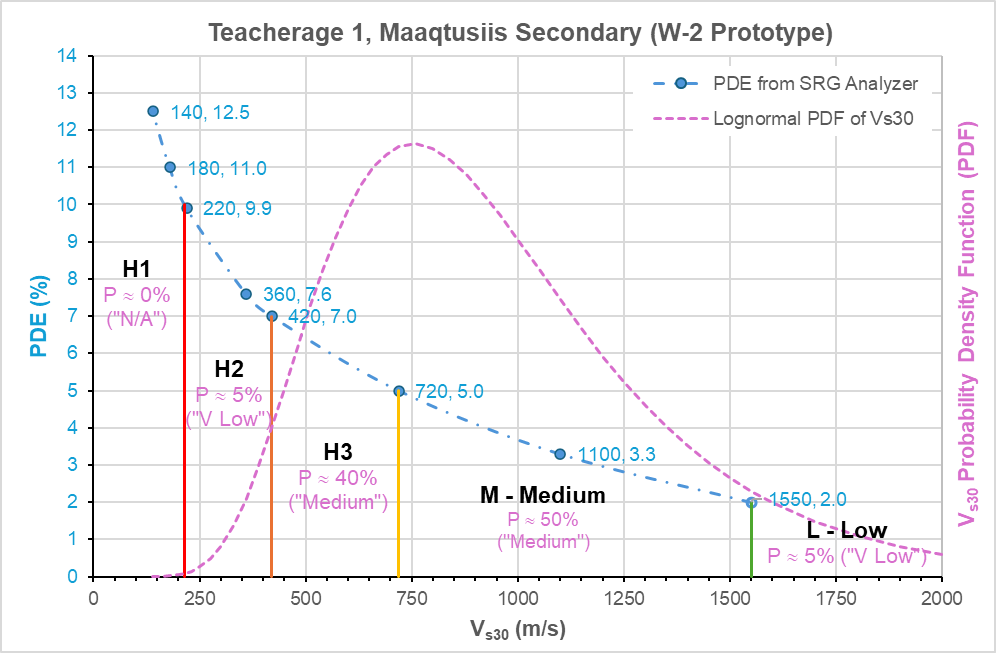 Teacherage 1, Maaqtusiis Secondary (W-2 Prototype)
PDE from SRG Analyzer
Lognormal PDF of Vs30
PDE (%)
14
13
12
11
10
9
8
7
6
5
4
3
2
1
0
140, 12.5
180, 11.0
220, 9.9
360, 7.6
420, 7.0
720, 5.0
1100, 3.3
1550, 2.0
H1
P ≈ 0%
("N/A")
H2
P ≈ 5%
("V Low")
H3
P ≈ 40%
("Medium")
M - Medium
P ≈ 50%
("Medium")
L - Low
P ≈ 5% ("V Low")
0
250
500
750
1000
1250
1500
1750
2000
Vs30 (m/s)
Vs30 Probability Density Function (PDF)